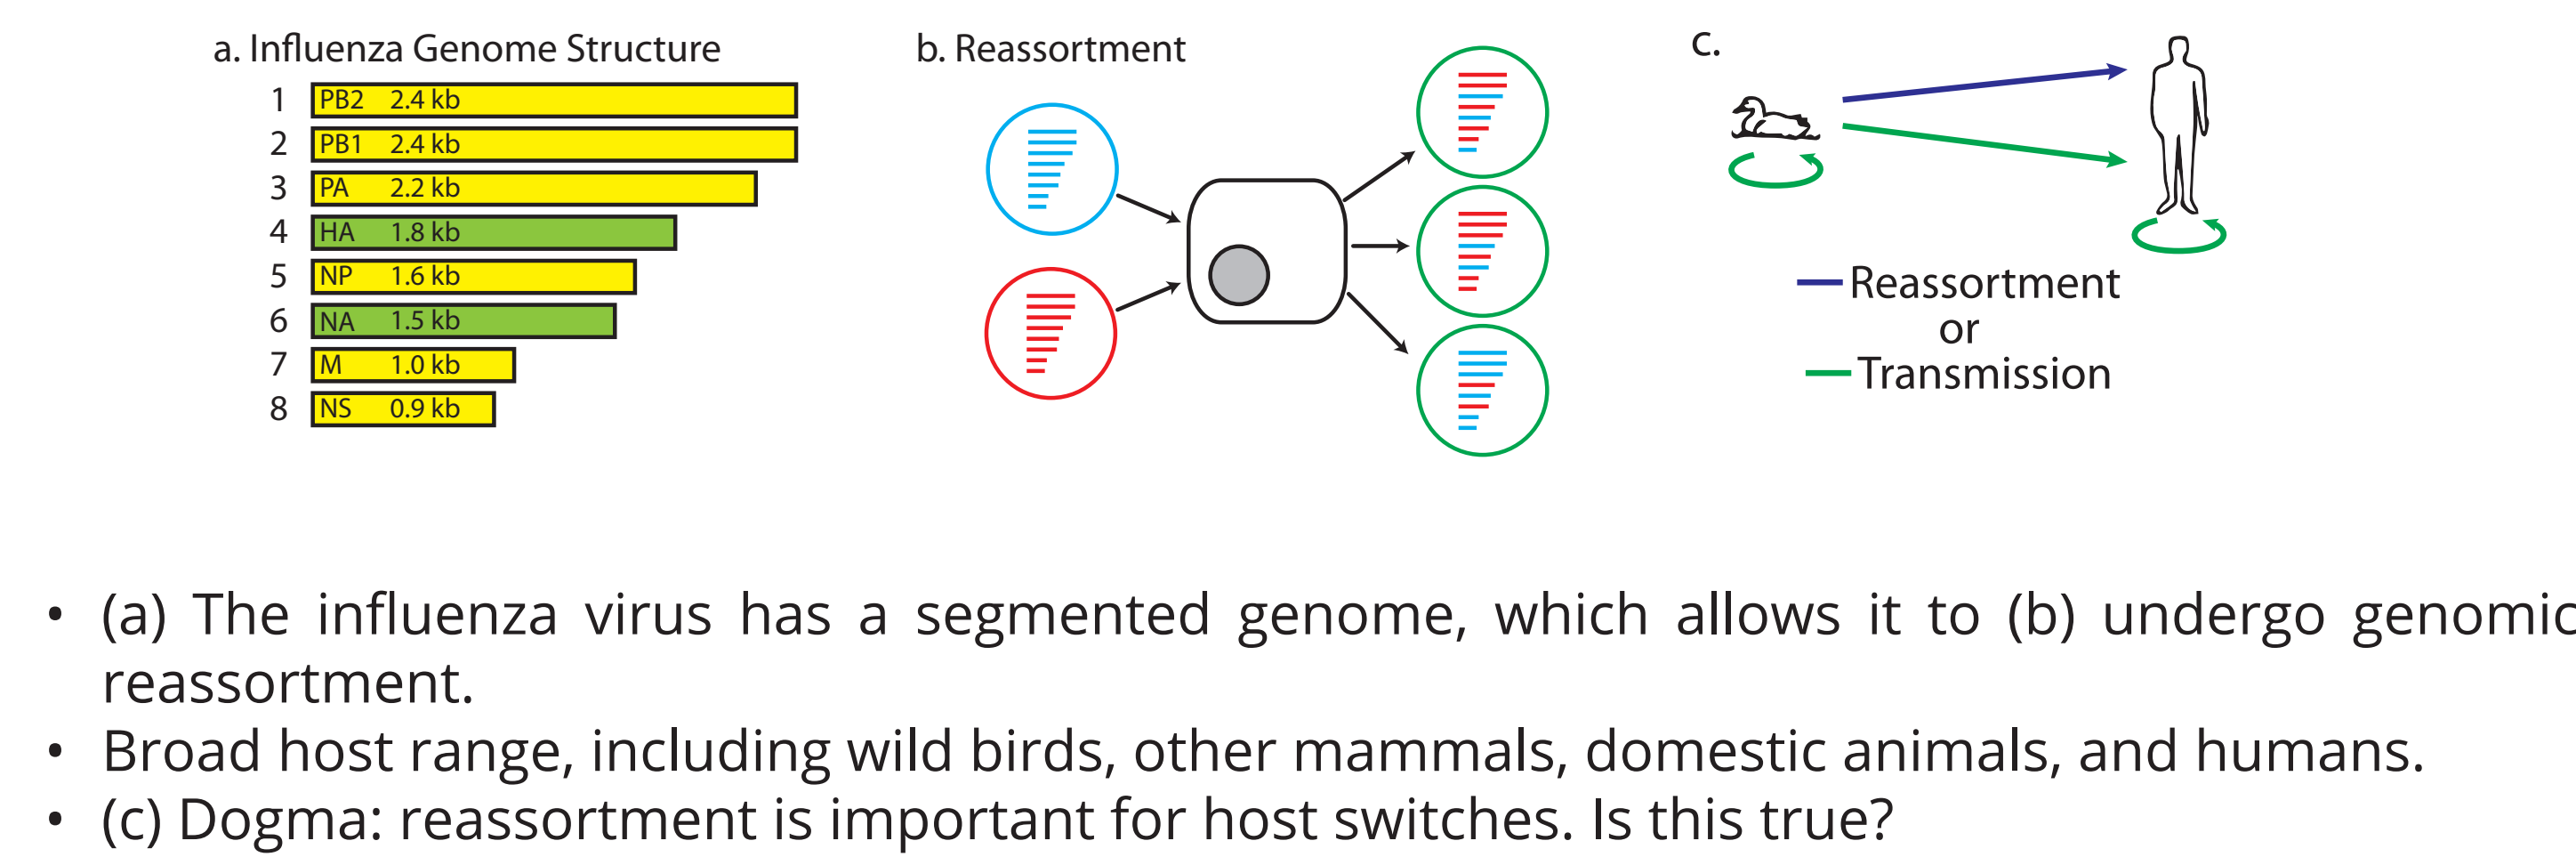 a. Influenza Genome Structure
1 PB2 2.4 kb
2 PB1 2.4 kb
3 PA 2.2 kb
4 HA 1.8 kb
5 NP 1.6 kb
6 NA 1.5 kb
7 M 1.0 kb
8 NS 0.9 kb
b. Reassortment
c.
Reassortment
or
Transmission
• (a) The influenza virus has a segmented genome, which allows it to (b) undergo genomic
reassortment.
• Broad host range, including wild birds, other mammals, domestic animals, and humans.
• (c) Dogma: reassortment is important for host switches. Is this true?